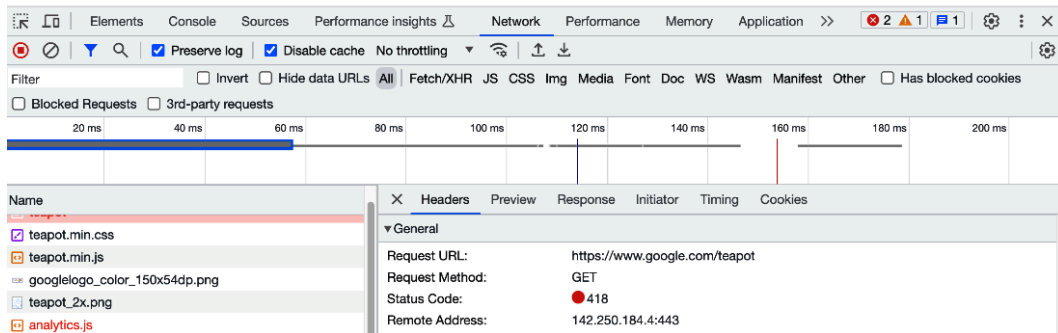 Elements Console Sources Performance insights Network Performance Memory Application >> 2 1 1
Preserve log Disable cache No throttling
Filter Invert Hide data URLs All Fetch/XHR JS CSS Img Media Font Doc WS Wasm Manifest Other Has blocked cookies
Blocked Requests 3rd-party requests
20 ms 40 ms 60 ms 80 ms 100 ms 120 ms 140 ms 160 ms 180 ms 200 ms
Name
teapot
teapot.min.css
teapot.min.js
googlelogo_color_150x54dp.png
teapot_2x.png
analytics.js
Headers Preview Response Initiator Timing Cookies
General
Request URL: https://www.google.com/teapot
Request Method: GET
Status Code: 418
Remote Address: 142.250.184.4:443